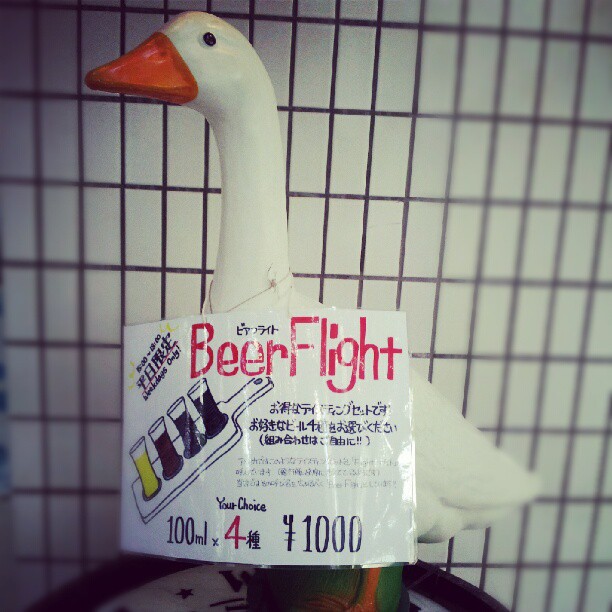 平日限定
Weekdays Only!
ビアフライト
BeerFlight
お得なテイスティングセットです
お好きなビール4種をお選びください
(組み合わせはご自由に!!)
Your Choice
100ml × 4種 ¥1000